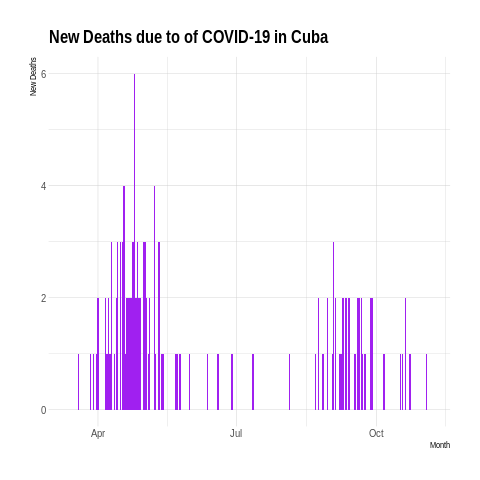 New Deaths due to of COVID-19 in Cuba
New Deaths
6
4
2
0
Apr Jul Oct
Month